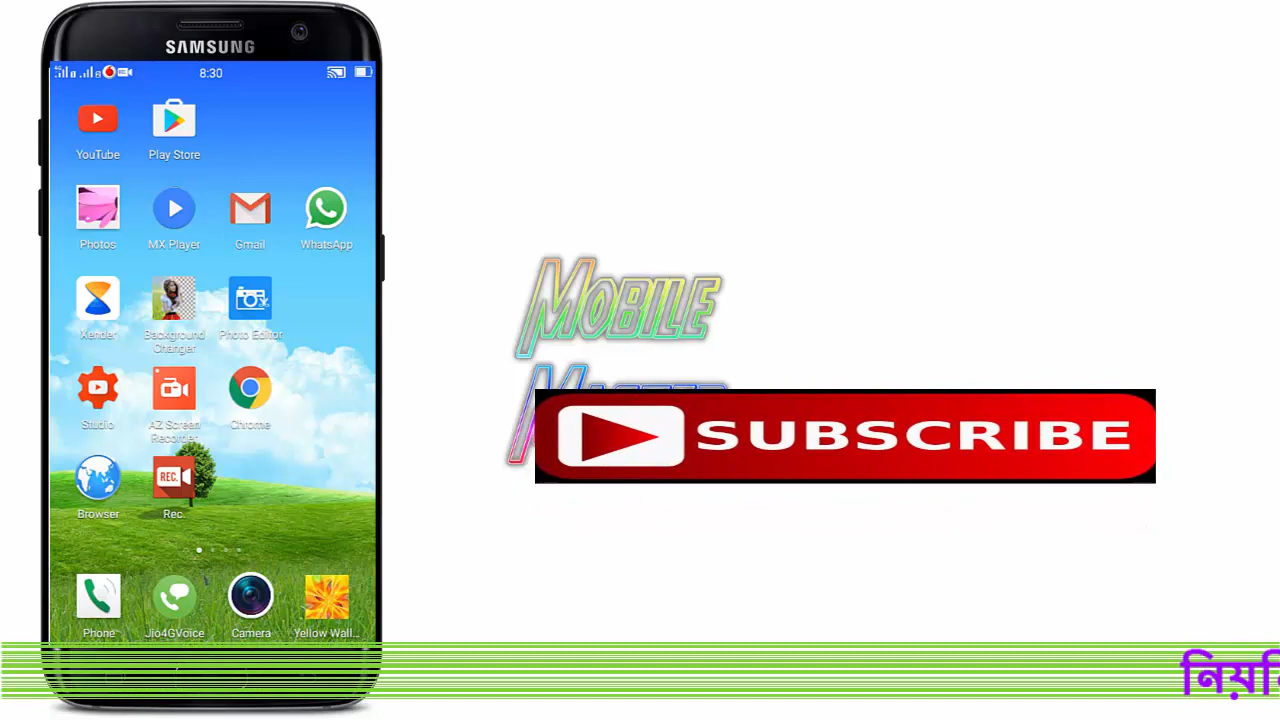 SAMSUNG
8:30
YouTube
Play Store
Photos
MX Player
Gmail
WhatsApp
Xender
Background
Changer
Photo Editor
Studio
AZ Screen
Recorder
Chrome
REC.
Browser
Rec.
Phone
Jio4GVoice
Camera
Yellow Wall...
MOBILE
SUBSCRIBE